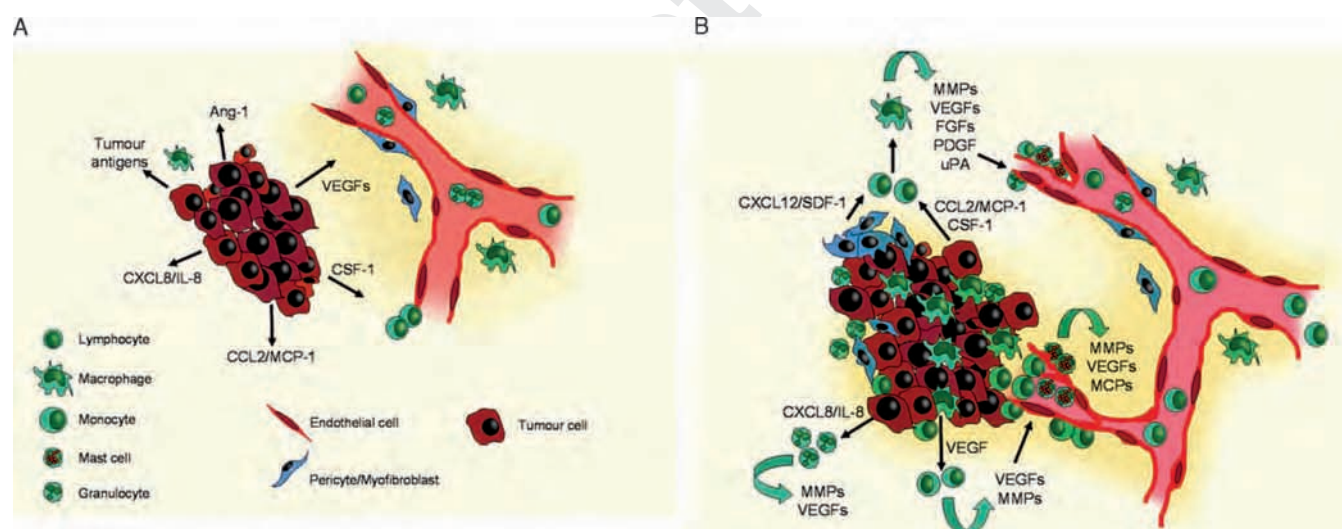 A
Ang-1
Tumour
antigens
VEGFs
CXCL8/IL-8
CSF-1
CCL2/MCP-1
Lymphocyte
Macrophage
Monocyte
Mast cell
Granulocyte
Endothelial cell
Pericyte/Myofibroblast
Tumour cell
B
MMPs
VEGFs
FGFs
PDGF
uPA
CXCL12/SDF-1
CCL2/MCP-1
CSF-1
MMPs
VEGFs
MCPs
CXCL8/IL-8
VEGF
MMPs
VEGFs
VEGFs
MMPs